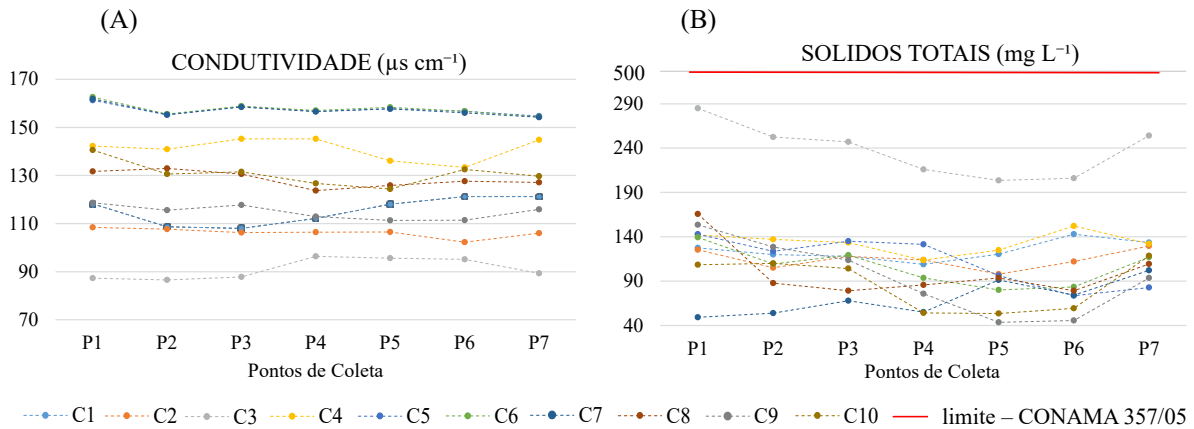 (A)
CONDUTIVIDADE (µs cm⁻¹)
170
150
130
110
90
70
P1 P2 P3 P4 P5 P6 P7
Pontos de Coleta
(B)
SOLIDOS TOTAIS (mg L⁻¹)
500
290
240
190
140
90
40
P1 P2 P3 P4 P5 P6 P7
Pontos de Coleta
C1 C2 C3 C4 C5 C6 C7 C8 C9 C10 limite – CONAMA 357/05